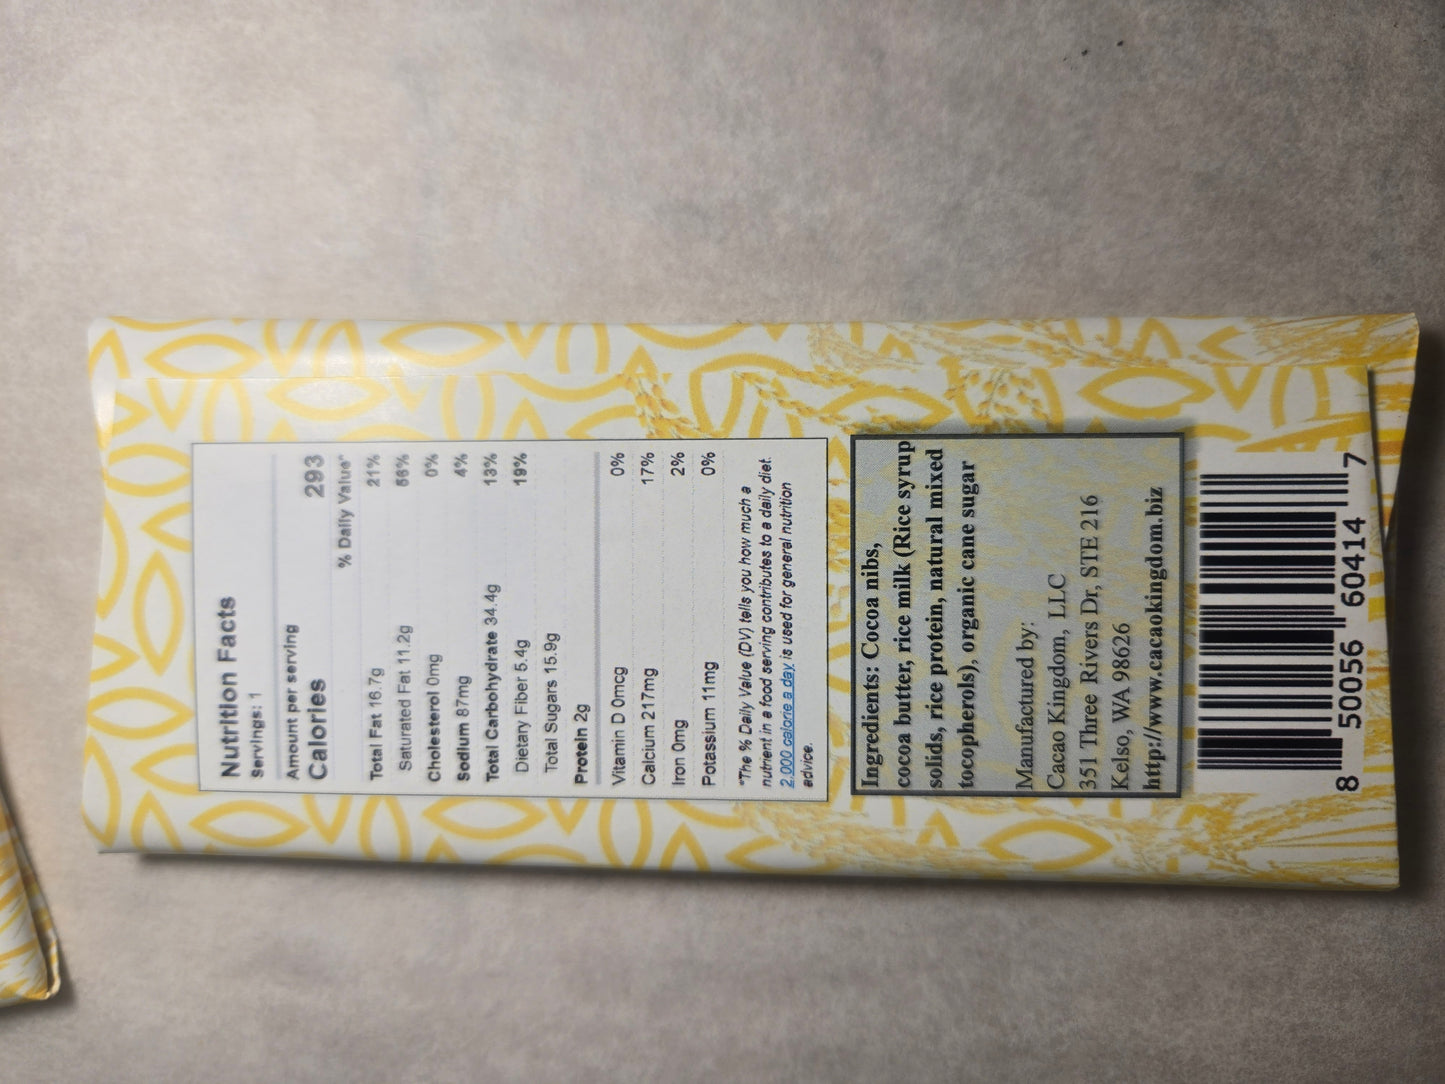 Nutrition Facts
Servings: 1
Amount per serving
Calories 293
% Daily Value*
Total Fat 16.7g 21%
Saturated Fat 11.2g 56%
Cholesterol 0mg 0%
Sodium 87mg 4%
Total Carbohydrate 34.4g 13%
Dietary Fiber 5.4g 19%
Total Sugars 15.9g
Protein 2g
Vitamin D 0mcg 0%
Calcium 217mg 17%
Iron 0mg 2%
Potassium 11mg 0%
*The % Daily Value (DV) tells you how much a
nutrient in a food serving contributes to a daily diet.
2,000 calorie a day is used for general nutrition
advice.
Ingredients: Cocoa nibs,
cocoa butter, rice milk (Rice syrup
solids, rice protein, natural mixed
tocopherols), organic cane sugar
Manufactured by:
Cacao Kingdom, LLC
351 Three Rivers Dr, STE 216
Kelso, WA 98626
http://www.cacaokingdom.biz
8 50056 60414 7